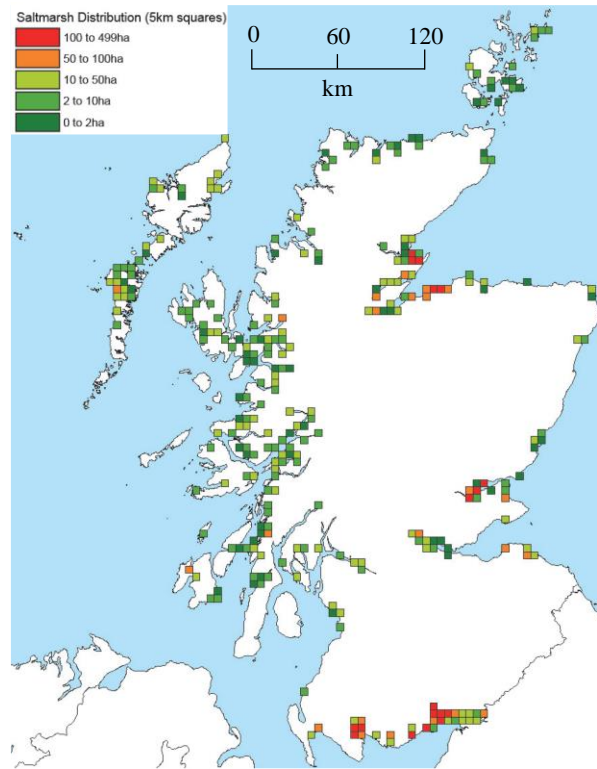 Saltmarsh Distribution (5km squares)
100 to 499ha
50 to 100ha
10 to 50ha
2 to 10ha
0 to 2ha
0 60 120
km